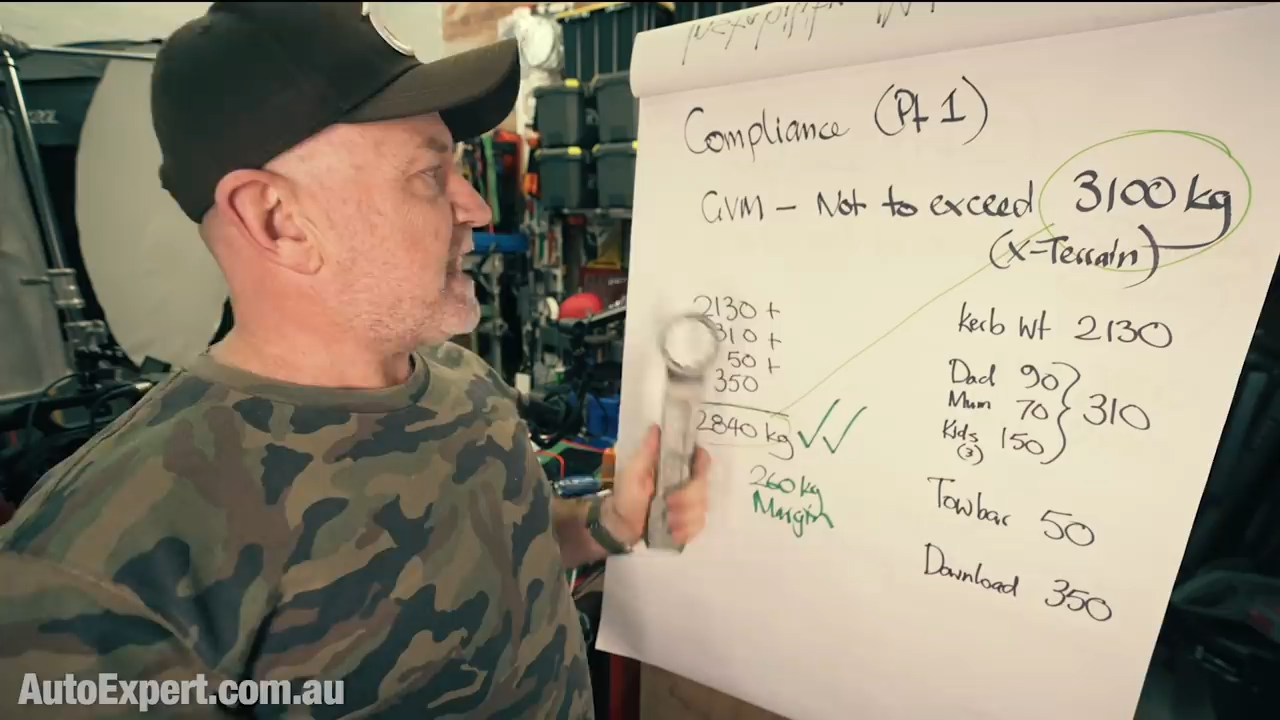 Compliance (Pt 1)
GVM - Not to exceed 3100 kg
(X-Terrain)
2130 +
310 +
50 +
350
2840 kg
260 kg
Margin
Kerb Wt 2130
Dad 90
Mum 70
Kids 150
(3)
310
Towbar 50
Download 350
AutoExpert.com.au